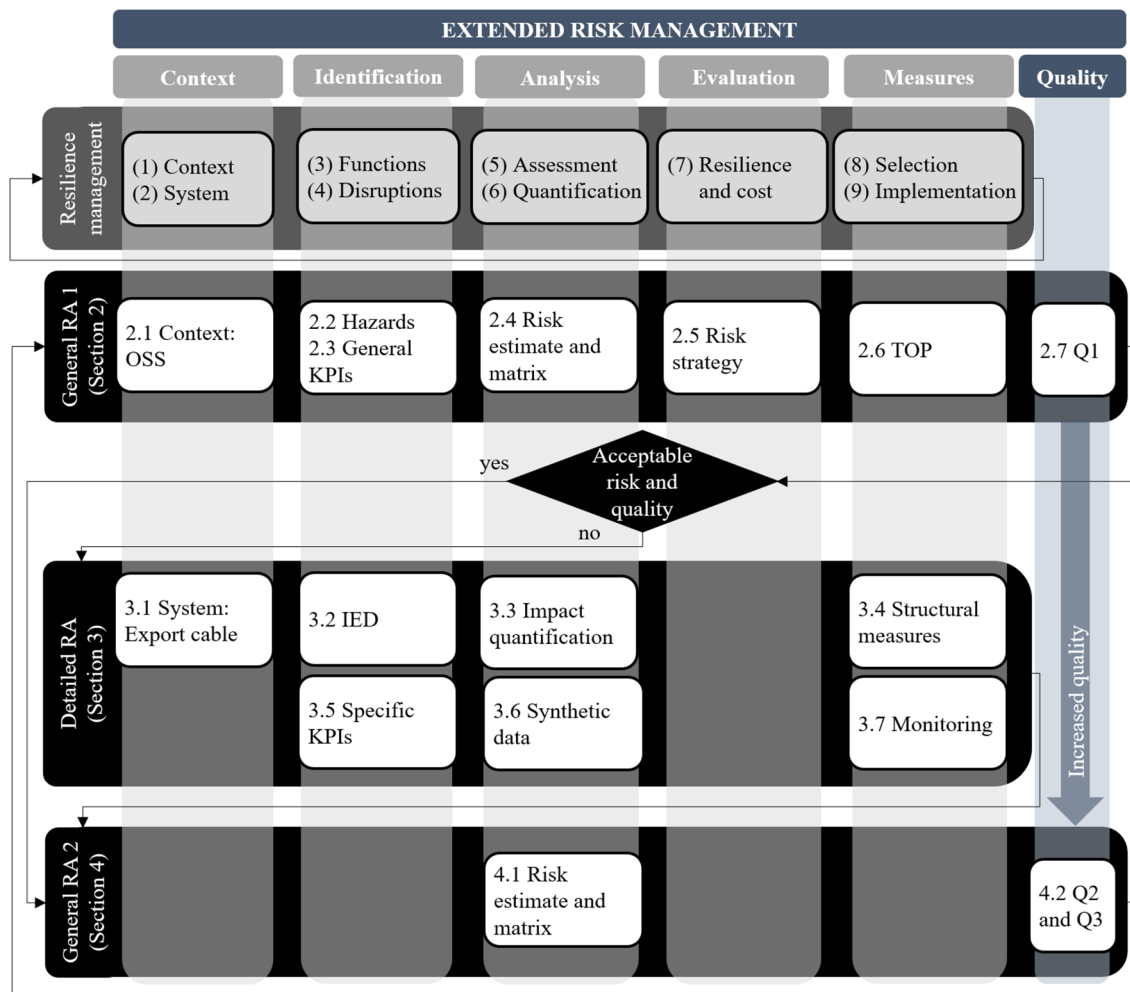 EXTENDED RISK MANAGEMENT
Context
Identification
Analysis
Evaluation
Measures
Quality
Resilience
management
(1) Context
(2) System
(3) Functions
(4) Disruptions
(5) Assessment
(6) Quantification
(7) Resilience
and cost
(8) Selection
(9) Implementation
General RA 1
(Section 2)
2.1 Context:
OSS
2.2 Hazards
2.3 General
KPIs
2.4 Risk
estimate and
matrix
2.5 Risk
strategy
2.6 TOP
2.7 Q1
yes
Acceptable
risk and
quality
no
Detailed RA
(Section 3)
3.1 System:
Export cable
3.2 IED
3.3 Impact
quantification
3.4 Structural
measures
3.5 Specific
KPIs
3.6 Synthetic
data
3.7 Monitoring
Increased quality
General RA 2
(Section 4)
4.1 Risk
estimate and
matrix
4.2 Q2
and Q3